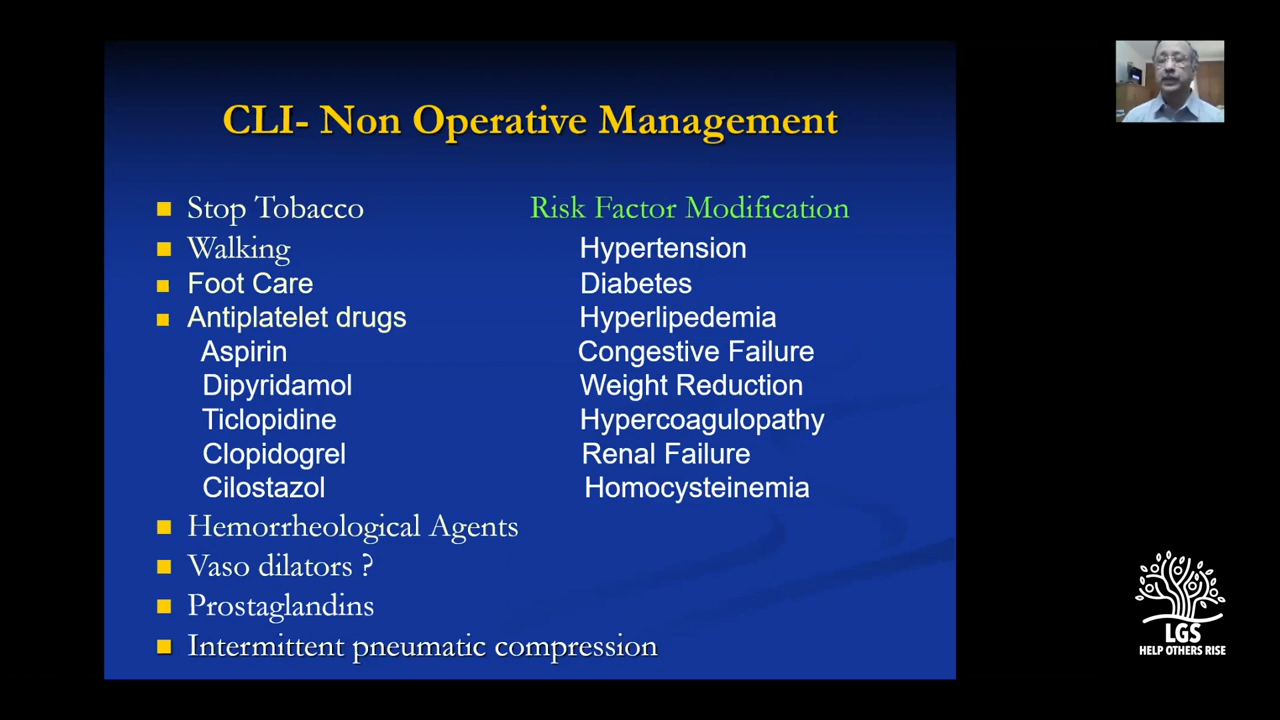 CLI- Non Operative Management
Stop Tobacco
Walking
Foot Care
Antiplatelet drugs
Aspirin
Dipyridamol
Ticlopidine
Clopidogrel
Cilostazol
Hemorrheological Agents
Vaso dilators ?
Prostaglandins
Intermittent pneumatic compression
Risk Factor Modification
Hypertension
Diabetes
Hyperlipedemia
Congestive Failure
Weight Reduction
Hypercoagulopathy
Renal Failure
Homocysteinemia
LGS
HELP OTHERS RISE